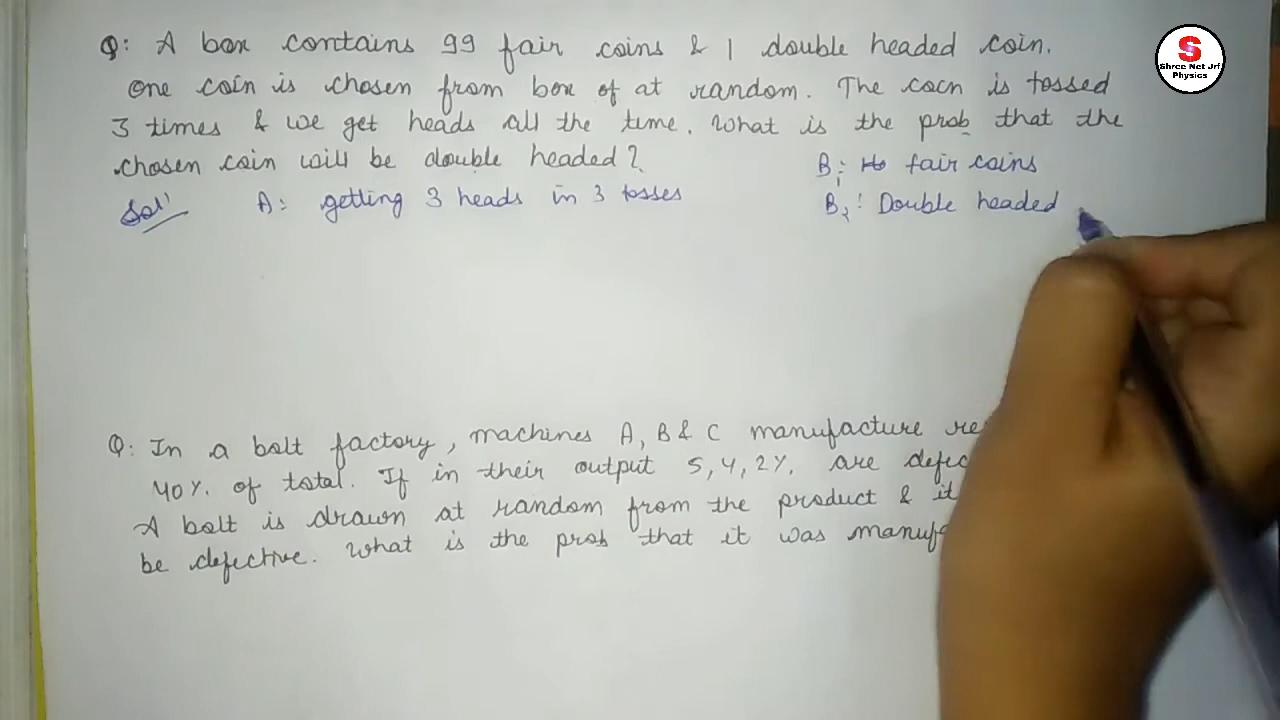 Q: A box contains 99 fair coins & 1 double headed coin.
One coin is chosen from box of at random. The coin is tossed
3 times & we get heads all the time. What is the prob that the
chosen coin will be double headed?
B1: fair coins
Sol' A: getting 3 heads in 3 tosses
B2: Double headed
Q: In a bolt factory, machines A, B & C manufacture
40%. of total. If in their output 5, 4, 2%. are
A bolt is drawn at random from the product & it
be defective. What is the prob that it was
S
Shree Net Jrf
Physics